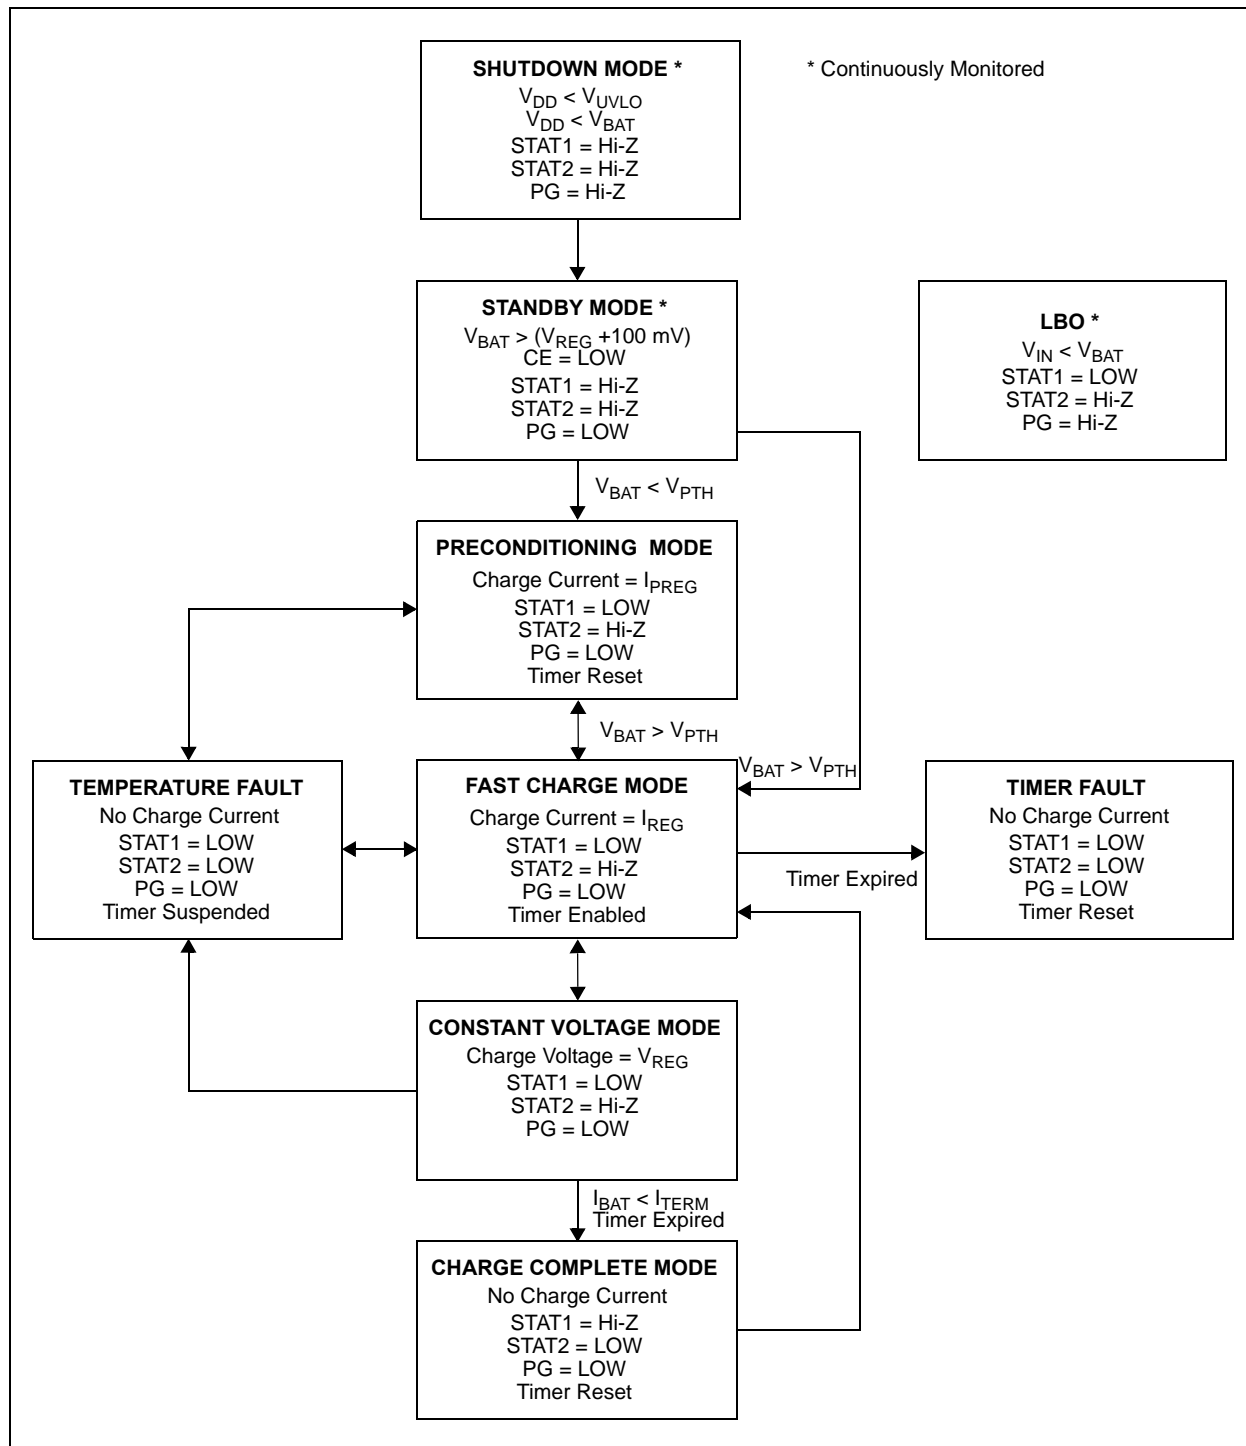 SHUTDOWN MODE *
V_DD < V_UVLO
V_DD < V_BAT
STAT1 = Hi-Z
STAT2 = Hi-Z
PG = Hi-Z
* Continuously Monitored
STANDBY MODE *
V_BAT > (V_REG +100 mV)
CE = LOW
STAT1 = Hi-Z
STAT2 = Hi-Z
PG = LOW
LBO *
V_IN < V_BAT
STAT1 = LOW
STAT2 = Hi-Z
PG = Hi-Z
V_BAT < V_PTH
PRECONDITIONING MODE
Charge Current = I_PREG
STAT1 = LOW
STAT2 = Hi-Z
PG = LOW
Timer Reset
V_BAT > V_PTH
V_BAT > V_PTH
TEMPERATURE FAULT
No Charge Current
STAT1 = LOW
STAT2 = LOW
PG = LOW
Timer Suspended
FAST CHARGE MODE
Charge Current = I_REG
STAT1 = LOW
STAT2 = Hi-Z
PG = LOW
Timer Enabled
Timer Expired
TIMER FAULT
No Charge Current
STAT1 = LOW
STAT2 = LOW
PG = LOW
Timer Reset
CONSTANT VOLTAGE MODE
Charge Voltage = V_REG
STAT1 = LOW
STAT2 = Hi-Z
PG = LOW
I_BAT < I_TERM
Timer Expired
CHARGE COMPLETE MODE
No Charge Current
STAT1 = Hi-Z
STAT2 = LOW
PG = LOW
Timer Reset